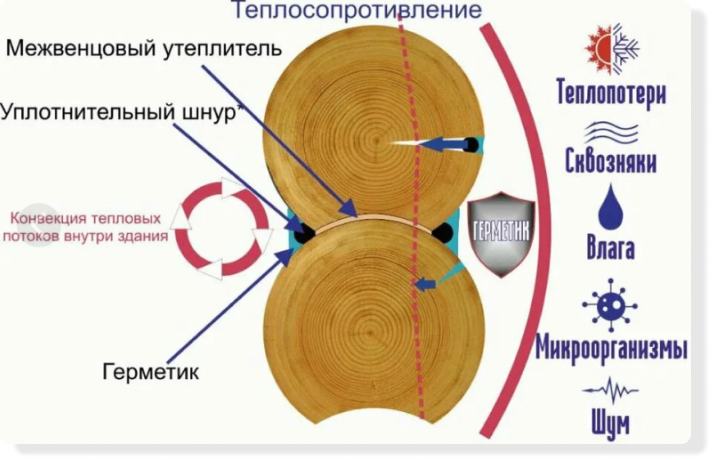 Теплосопротивление
Межвенцовый утеплитель
Уплотнительный шнур*
Конвекция тепловых
потоков внутри здания
Герметик
ГЕРМЕТИК
Теплопотери
Сквозняки
Влага
Микроорганизмы
Шум